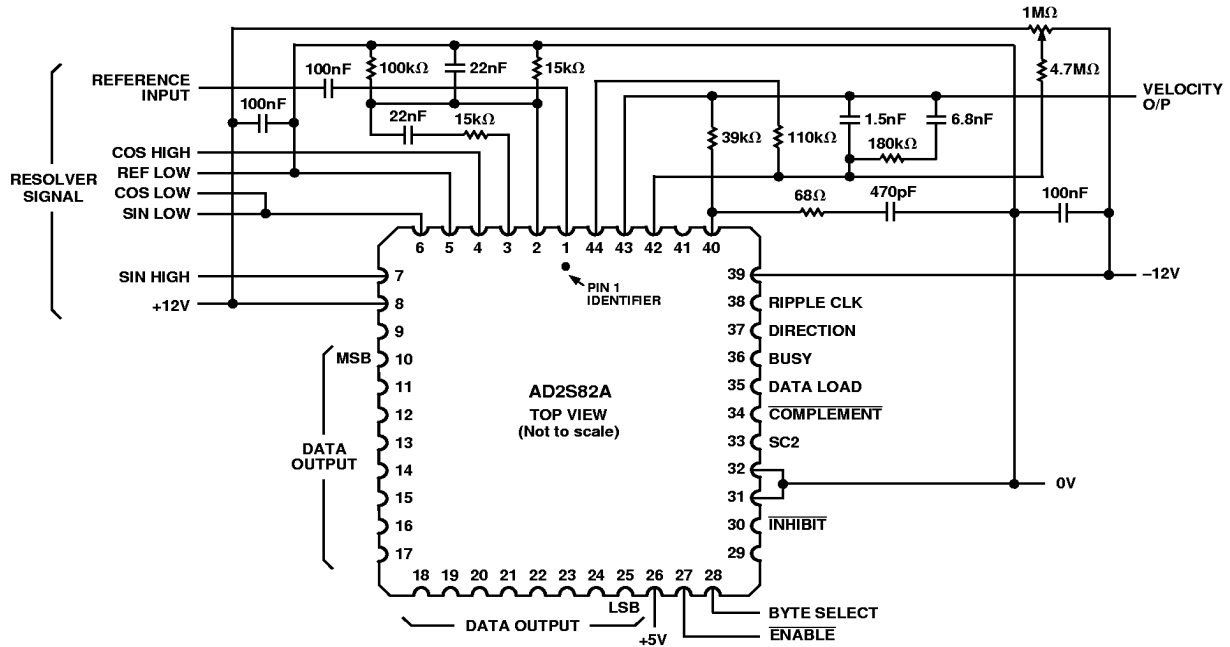 1MΩ
4.7MΩ
REFERENCE
INPUT
100nF
100kΩ
22nF
15kΩ
VELOCITY
O/P
100nF
22nF
15kΩ
39kΩ
110kΩ
1.5nF
6.8nF
180kΩ
RESOLVER
SIGNAL
COS HIGH
REF LOW
COS LOW
SIN LOW
68Ω
470pF
100nF
6 5 4 3 2 1 44 43 42 41 40
SIN HIGH
+12V
PIN 1
IDENTIFIER
–12V
7
8
9
MSB 10
11
12
13
14
15
16
17
DATA
OUTPUT
AD2S82A
TOP VIEW
(Not to scale)
39
38 RIPPLE CLK
37 DIRECTION
36 BUSY
35 DATA LOAD
34 COMPLEMENT
33 SC2
32
31
0V
30 INHIBIT
29
18 19 20 21 22 23 24 25 26 27 28
LSB
DATA OUTPUT
+5V
BYTE SELECT
ENABLE